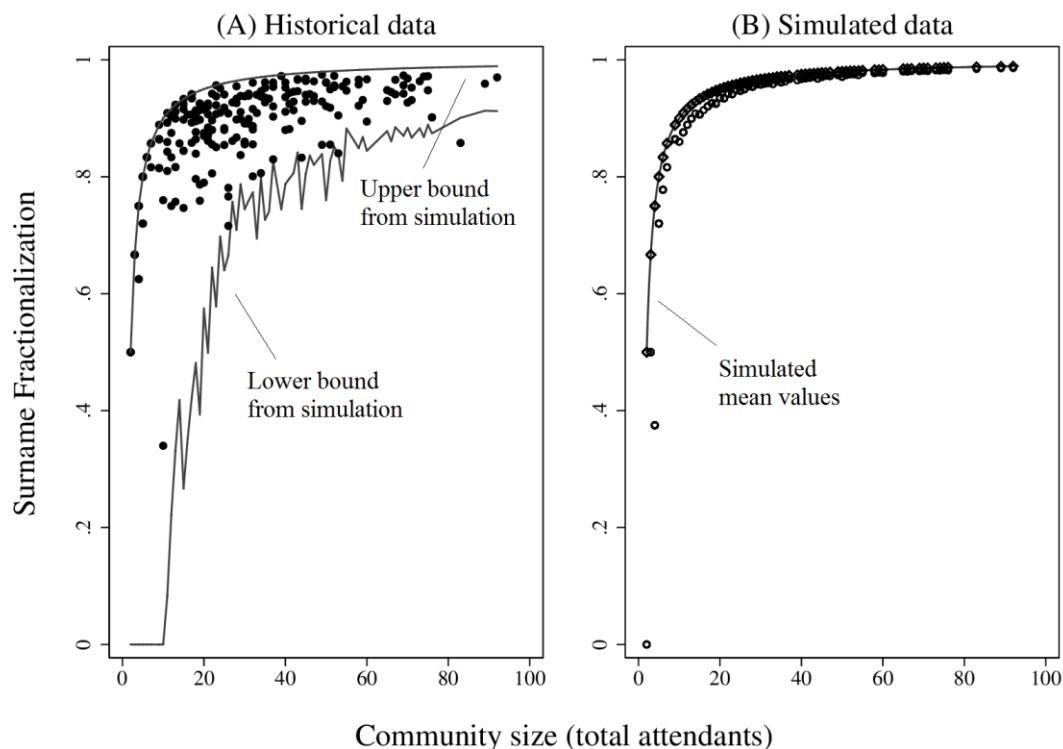 (A) Historical data
(B) Simulated data
Surname Fractionalization
1
.8
.6
.4
.2
0
Upper bound
from simulation
Lower bound
from simulation
0 20 40 60 80 100
1
.8
.6
.4
.2
0
Simulated
mean values
0 20 40 60 80 100
Community size (total attendants)